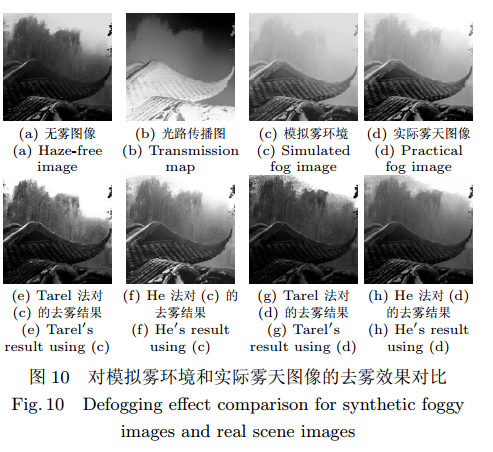 (a) 无雾图像
(a) Haze-free
image
(b) 光路传播图
(b) Transmission
map
(c) 模拟雾环境
(c) Simulated
fog image
(d) 实际雾天图像
(d) Practical
fog image
(e) Tarel 法对
(c) 的去雾结果
(e) Tarel′s
result using (c)
(f) He 法对 (c) 的
去雾结果
(f) He′s result
using (c)
(g) Tarel 法对
(d) 的去雾结果
(g) Tarel′s
result using (d)
(h) He 法对 (d)
的去雾结果
(h) He′s result
using (d)
图 10 对模拟雾环境和实际雾天图像的去雾效果对比
Fig. 10 Defogging effect comparison for synthetic foggy
images and real scene images